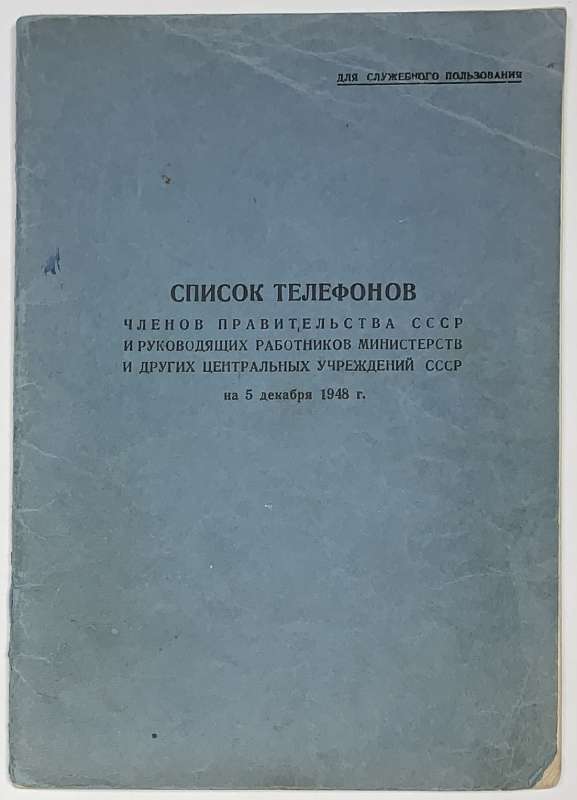 ДЛЯ СЛУЖЕБНОГО ПОЛЬЗОВАНИЯ
СПИСОК ТЕЛЕФОНОВ
ЧЛЕНОВ ПРАВИТЕЛЬСТВА СССР
И РУКОВОДЯЩИХ РАБОТНИКОВ МИНИСТЕРСТВ
И ДРУГИХ ЦЕНТРАЛЬНЫХ УЧРЕЖДЕНИЙ СССР
на 5 декабря 1948 г.